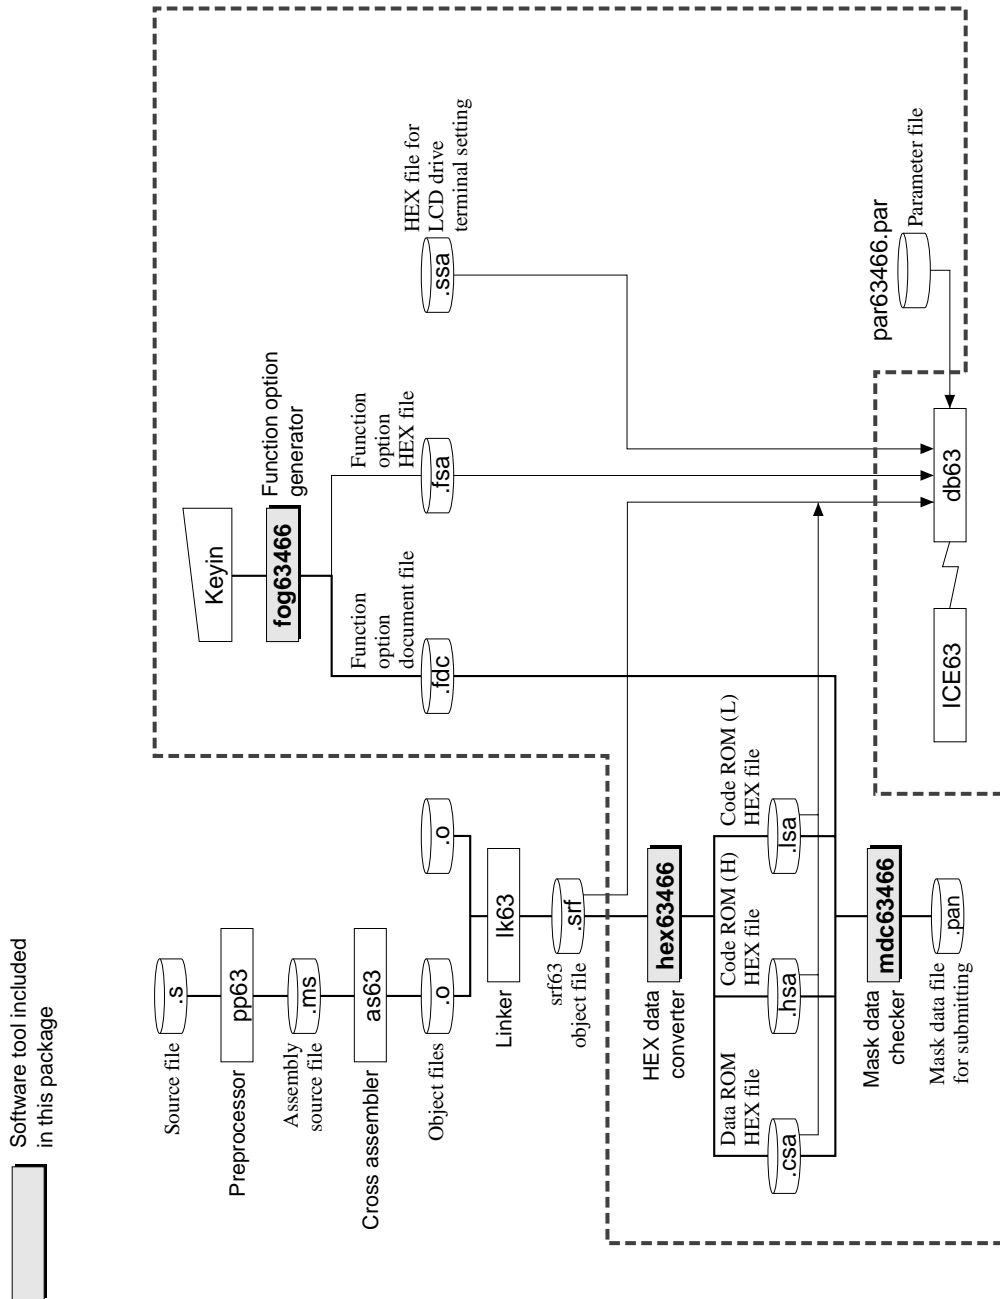 Software tool included
in this package
.s
Source file
pp63
Preprocessor
.ms
Assembly
source file
as63
Cross assembler
.o
.o
Object files
lk63
Linker
.srf
srf63
object file
hex63466
HEX data
converter
Data ROM
HEX file
Code ROM (H)
HEX file
Code ROM (L)
HEX file
.csa
.hsa
.lsa
mdc63466
Mask data
checker
.pan
Mask data file
for submitting
Keyin
fog63466
Function option
generator
Function
option
document file
Function
option
HEX file
.fdc
.fsa
.ssa
HEX file for
LCD drive
terminal setting
par63466.par
Parameter file
ICE63
db63